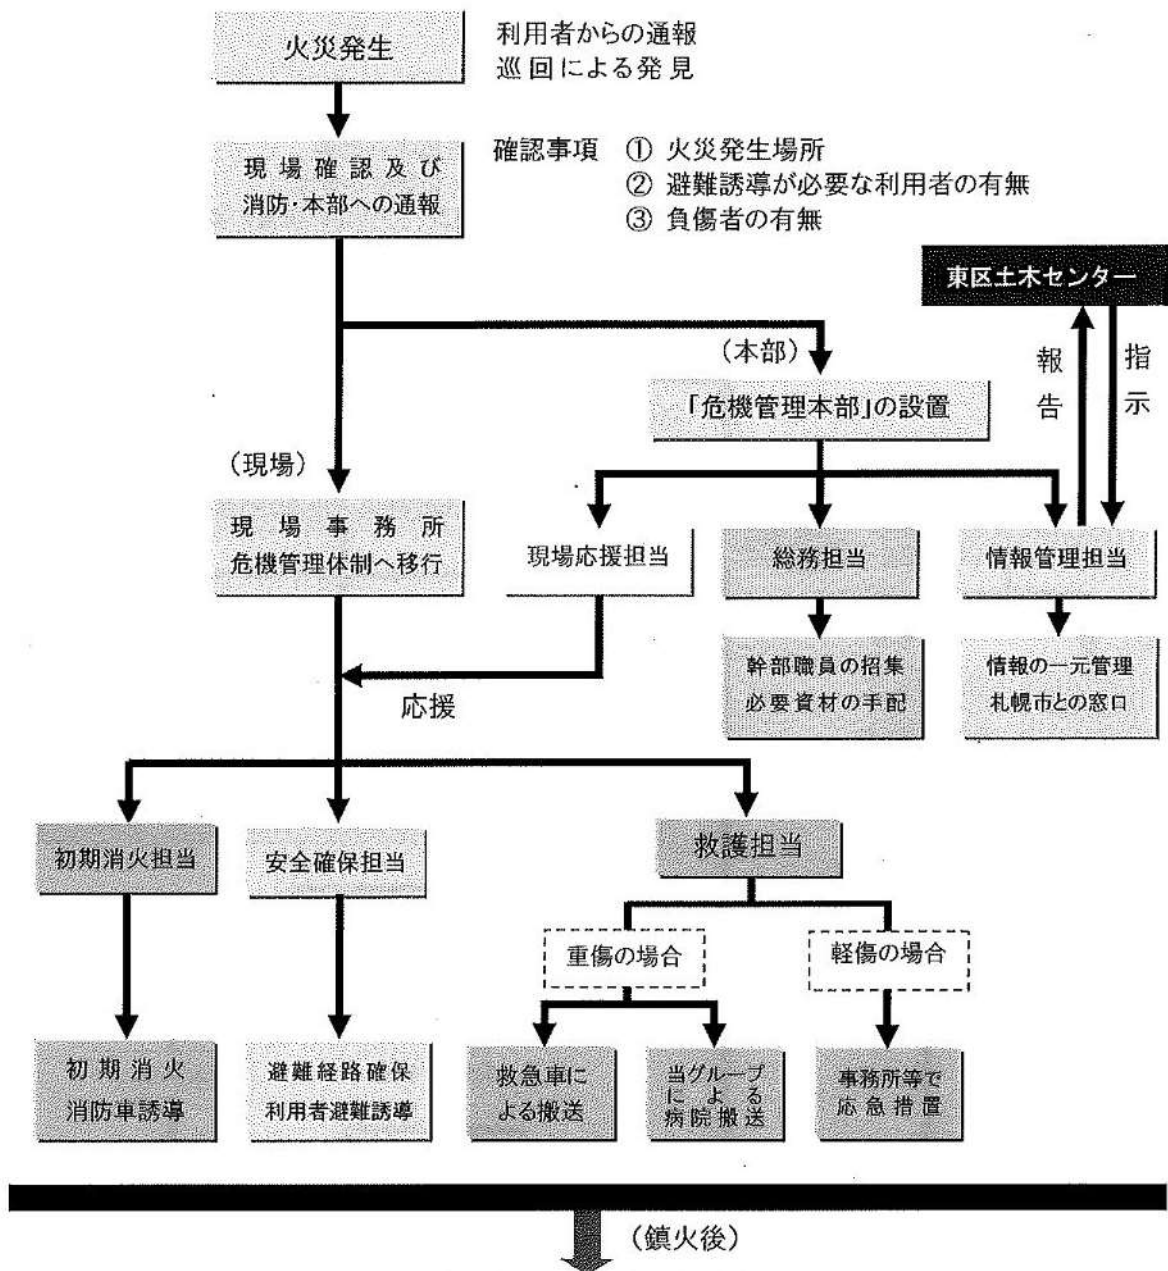 火災発生
利用者からの通報
巡回による発見
現場確認及び
消防・本部への通報
確認事項 ① 火災発生場所
② 避難誘導が必要な利用者の有無
③ 負傷者の有無
東区土木センター
報告
指示
(本部)
「危機管理本部」の設置
(現場)
現場事務所
危機管理体制へ移行
現場応援担当
総務担当
情報管理担当
幹部職員の招集
必要資材の手配
情報の一元管理
札幌市との窓口
応援
初期消火担当
安全確保担当
救護担当
重傷の場合
軽傷の場合
初期消火
消防車誘導
避難経路確保
利用者避難誘導
救急車に
よる搬送
当グループ
による
病院搬送
事務所等で
応急措置
(鎮火後)